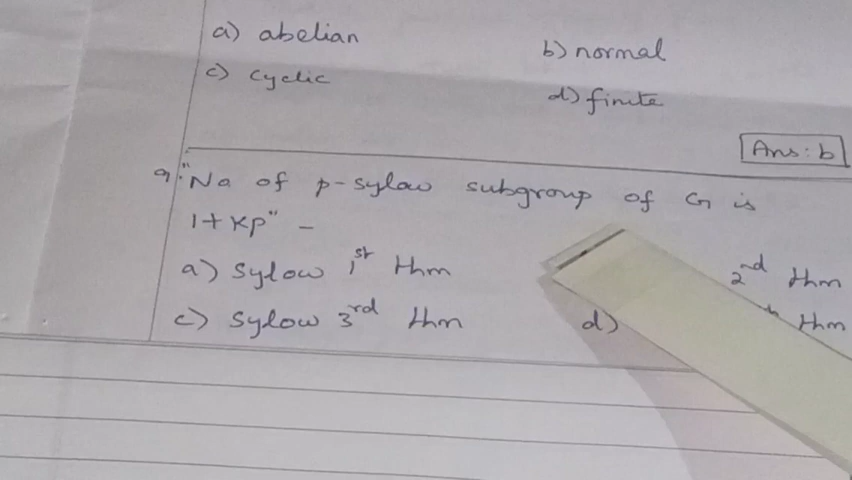 a) abelian b) normal
c) cyclic d) finite
Ans: b
9. "No of p-sylow subgroup of G is
1+kp" -
a) Sylow 1st thm 2nd thm
c) Sylow 3rd thm d) thm